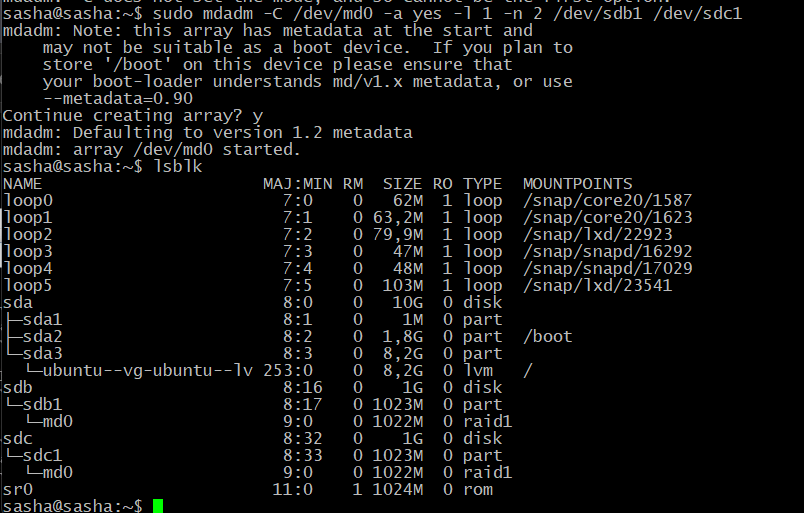 sasha@sasha:~$ sudo mdadm -C /dev/md0 -a yes -l 1 -n 2 /dev/sdb1 /dev/sdc1
mdadm: Note: this array has metadata at the start and
    may not be suitable as a boot device.  If you plan to
    store '/boot' on this device please ensure that
    your boot-loader understands md/v1.x metadata, or use
    --metadata=0.90
Continue creating array? y
mdadm: Defaulting to version 1.2 metadata
mdadm: array /dev/md0 started.
sasha@sasha:~$ lsblk
NAME                      MAJ:MIN RM  SIZE RO TYPE  MOUNTPOINTS
loop0                       7:0    0   62M  1 loop  /snap/core20/1587
loop1                       7:1    0 63,2M  1 loop  /snap/core20/1623
loop2                       7:2    0 79,9M  1 loop  /snap/lxd/22923
loop3                       7:3    0   47M  1 loop  /snap/snapd/16292
loop4                       7:4    0   48M  1 loop  /snap/snapd/17029
loop5                       7:5    0  103M  1 loop  /snap/lxd/23541
sda                         8:0    0   10G  0 disk
├─sda1                      8:1    0    1M  0 part
├─sda2                      8:2    0  1,8G  0 part  /boot
└─sda3                      8:3    0  8,2G  0 part
  └─ubuntu--vg-ubuntu--lv 253:0    0  8,2G  0 lvm   /
sdb                         8:16   0    1G  0 disk
└─sdb1                      8:17   0 1023M  0 part
  └─md0                     9:0    0 1022M  0 raid1
sdc                         8:32   0    1G  0 disk
└─sdc1                      8:33   0 1023M  0 part
  └─md0                     9:0    0 1022M  0 raid1
sr0                        11:0    1 1024M  0 rom
sasha@sasha:~$